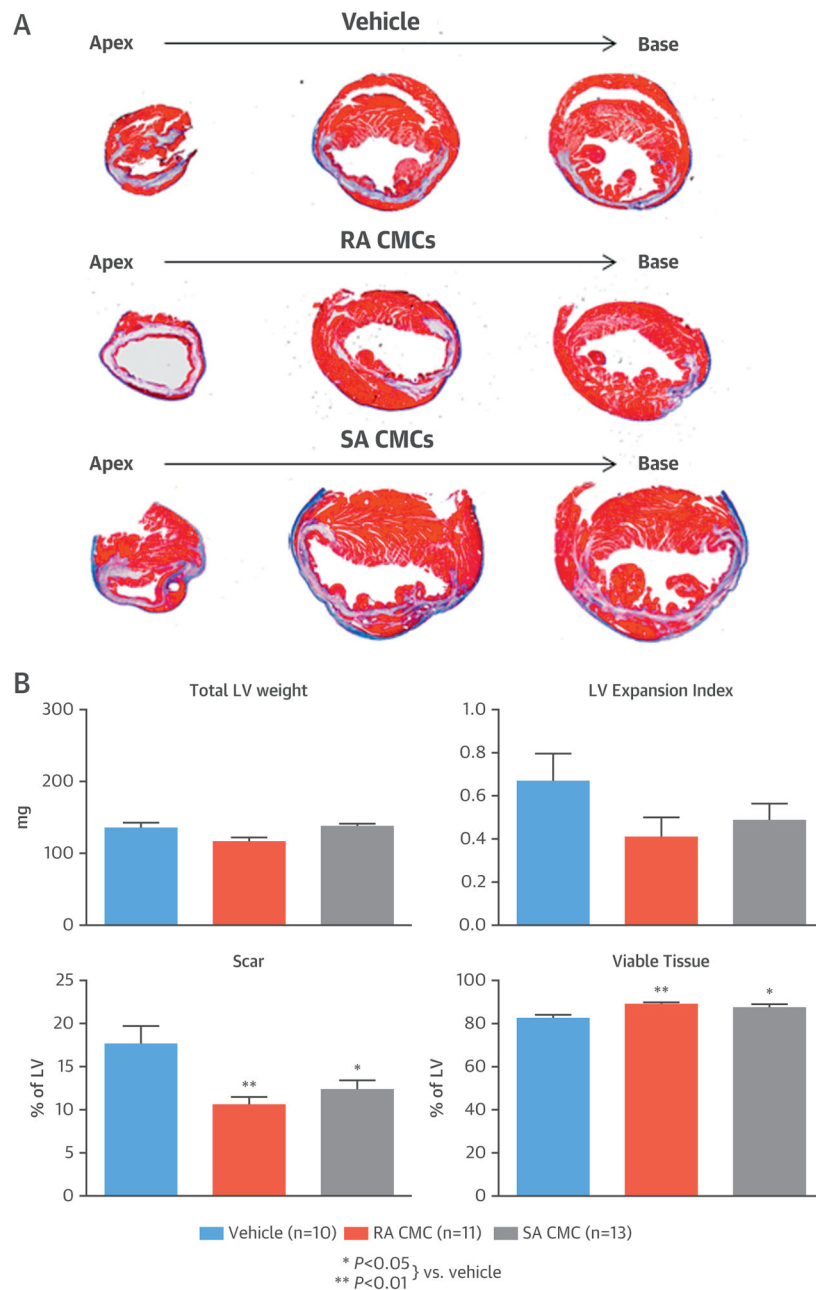 A
Vehicle
Apex
Base
RA CMCs
Apex
Base
SA CMCs
Apex
Base
B
Total LV weight
300
200
100
0
mg
LV Expansion Index
1.0
0.8
0.6
0.4
0.2
0.0
Scar
25
20
15
10
5
0
% of LV
**
*
Viable Tissue
100
80
60
40
20
0
% of LV
**
*
Vehicle (n=10) RA CMC (n=11) SA CMC (n=13)
* P<0.05
** P<0.01
} vs. vehicle